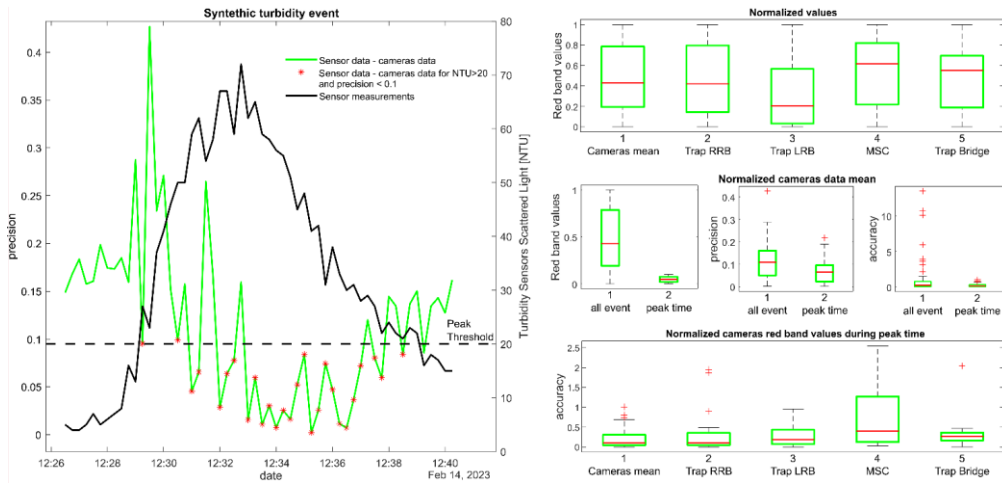 Syntethic turbidity event
precision
0.4
0.35
0.3
0.25
0.2
0.15
0.1
0.05
0
Sensor data - cameras data
Sensor data - cameras data for NTU>20
and precision < 0.1
Sensor measurements
Peak
Threshold
80
70
60
50
40
30
20
10
0
Turbidity Sensors Scattered Light [NTU]
12:26 12:28 12:30 12:32 12:34 12:36 12:38 12:40
date
Feb 14, 2023
Normalized values
Red band values
1
0.8
0.6
0.4
0.2
0
1 2 3 4 5
Cameras mean Trap RRB Trap LRB MSC Trap Bridge
Normalized cameras data mean
Red band values
1
0.5
0
1 2
all event peak time
precision
0.4
0.3
0.2
0.1
0
1 2
all event peak time
accuracy
10
5
0
1 2
all event peak time
Normalized cameras red band values during peak time
accuracy
2.5
2
1.5
1
0.5
0
1 2 3 4 5
Cameras mean Trap RRB Trap LRB MSC Trap Bridge